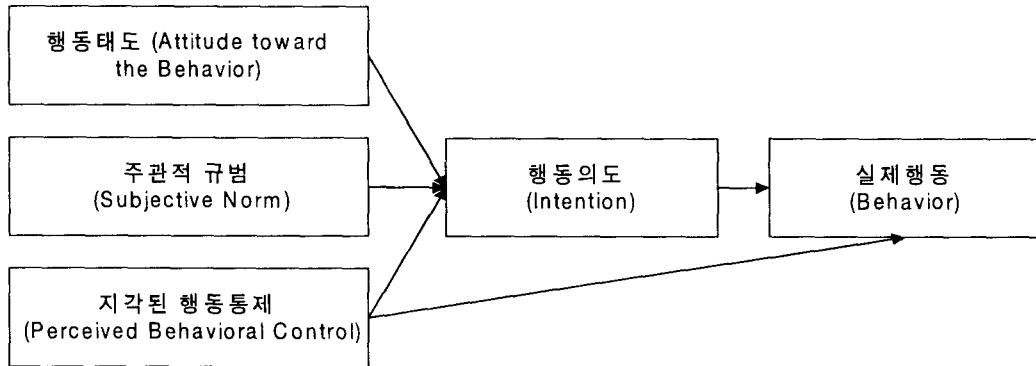 행동태도 (Attitude toward
the Behavior)
주관적 규범
(Subjective Norm)
지각된 행동통제
(Perceived Behavioral Control)
행동의도
(Intention)
실제행동
(Behavior)